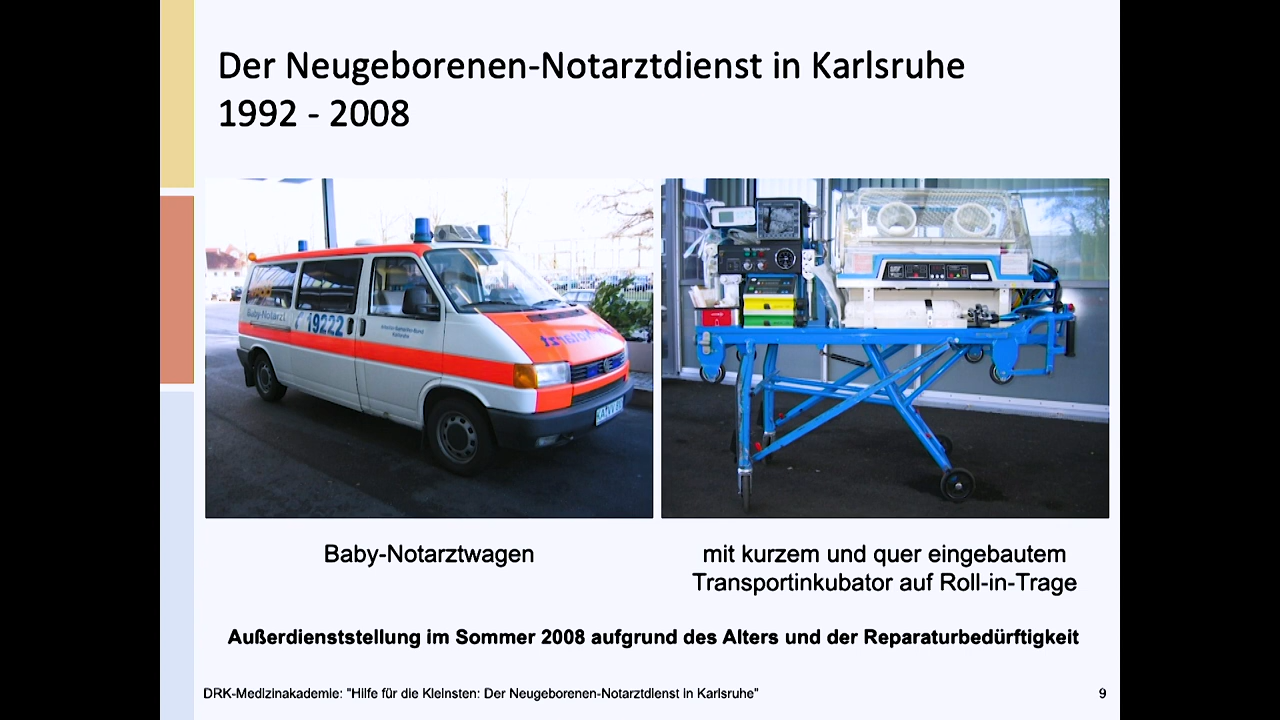 Der Neugeborenen-Notarztdienst in Karlsruhe
1992 - 2008
Baby-Notarzt
19222
Baby-Notarztwagen
mit kurzem und quer eingebautem
Transportinkubator auf Roll-in-Trage
Außerdienststellung im Sommer 2008 aufgrund des Alters und der Reparaturbedürftigkeit
DRK-Medizinakademie: "Hilfe für die Kleinsten: Der Neugeborenen-Notarztdienst in Karlsruhe"
9